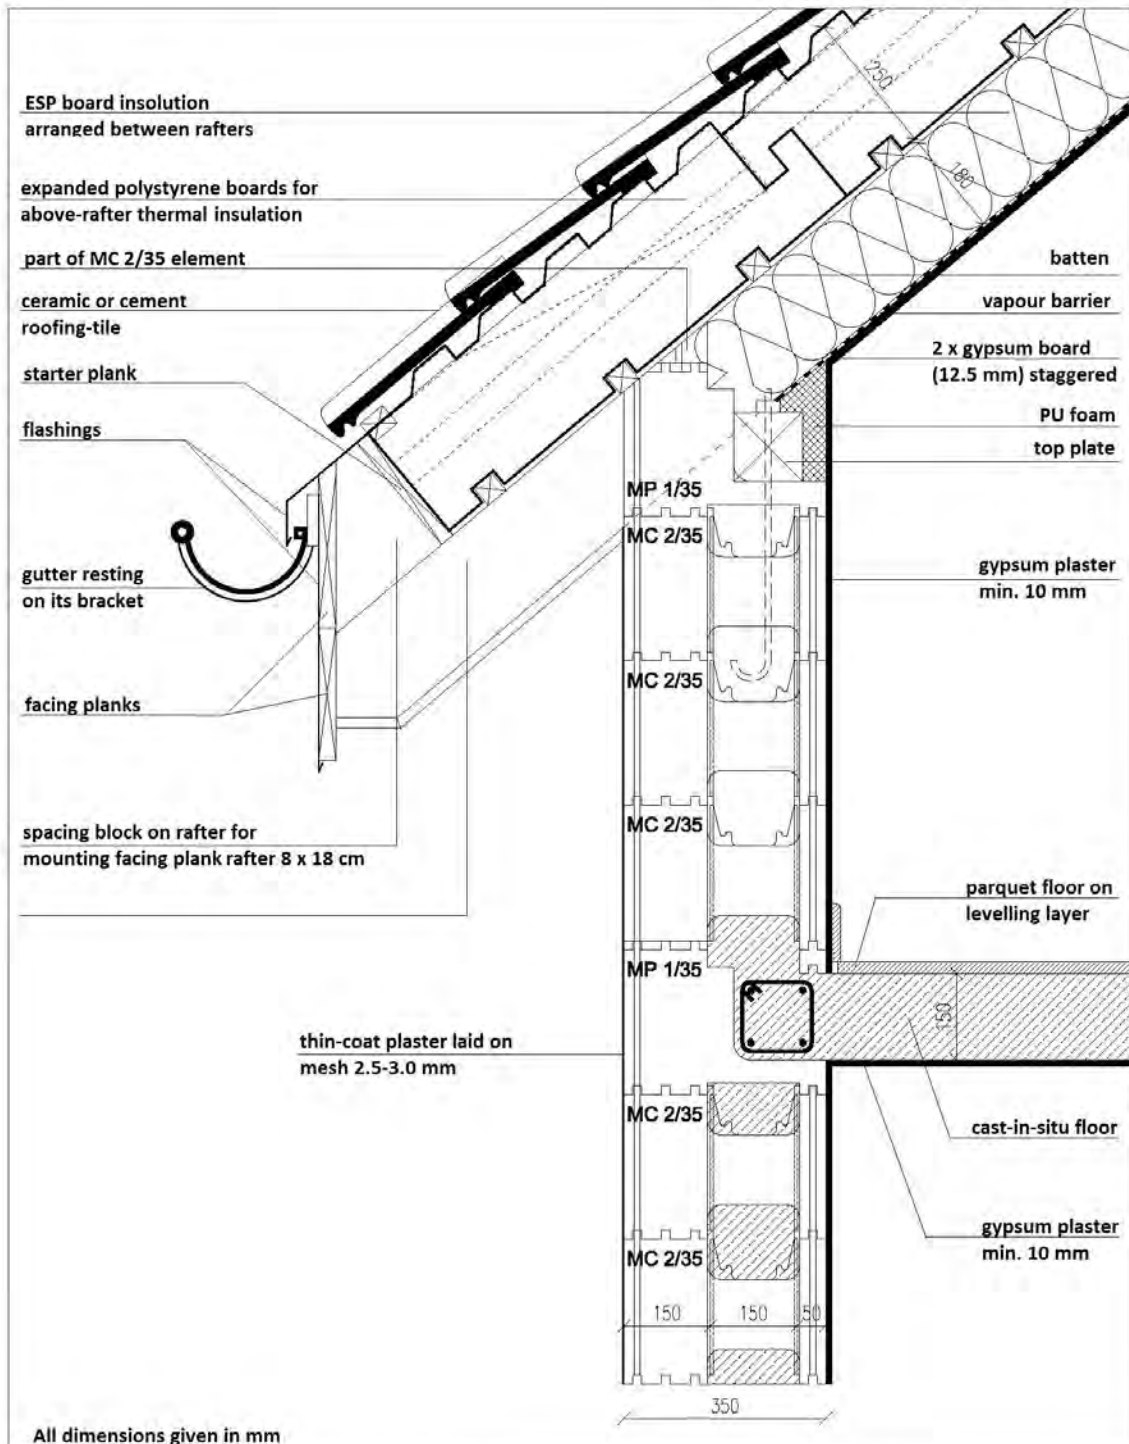 ESP board insolution
arranged between rafters
expanded polystyrene boards for
above-rafter thermal insulation
part of MC 2/35 element
ceramic or cement
roofing-tile
starter plank
flashings
gutter resting
on its bracket
facing planks
spacing block on rafter for
mounting facing plank rafter 8 x 18 cm
250
180
batten
vapour barrier
2 x gypsum board
(12.5 mm) staggered
PU foam
top plate
MP 1/35
MC 2/35
gypsum plaster
min. 10 mm
MC 2/35
MC 2/35
parquet floor on
levelling layer
MP 1/35
150
thin-coat plaster laid on
mesh 2.5-3.0 mm
MC 2/35
cast-in-situ floor
gypsum plaster
min. 10 mm
MC 2/35
150 150 50
350
All dimensions given in mm